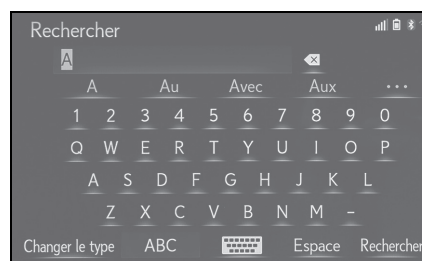 Rechercher
A
A Au Avec Aux ...
1 2 3 4 5 6 7 8 9 0
Q W E R T Y U I O P
A S D F G H J K L
Z X C V B N M -
Changer le type ABC Espace Rechercher